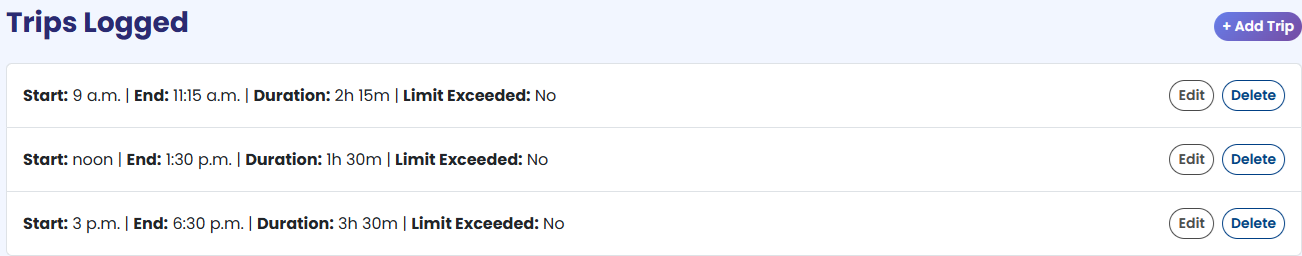 Trips Logged
+ Add Trip
Start: 9 a.m. | End: 11:15 a.m. | Duration: 2h 15m | Limit Exceeded: No
Edit Delete
Start: noon | End: 1:30 p.m. | Duration: 1h 30m | Limit Exceeded: No
Edit Delete
Start: 3 p.m. | End: 6:30 p.m. | Duration: 3h 30m | Limit Exceeded: No
Edit Delete